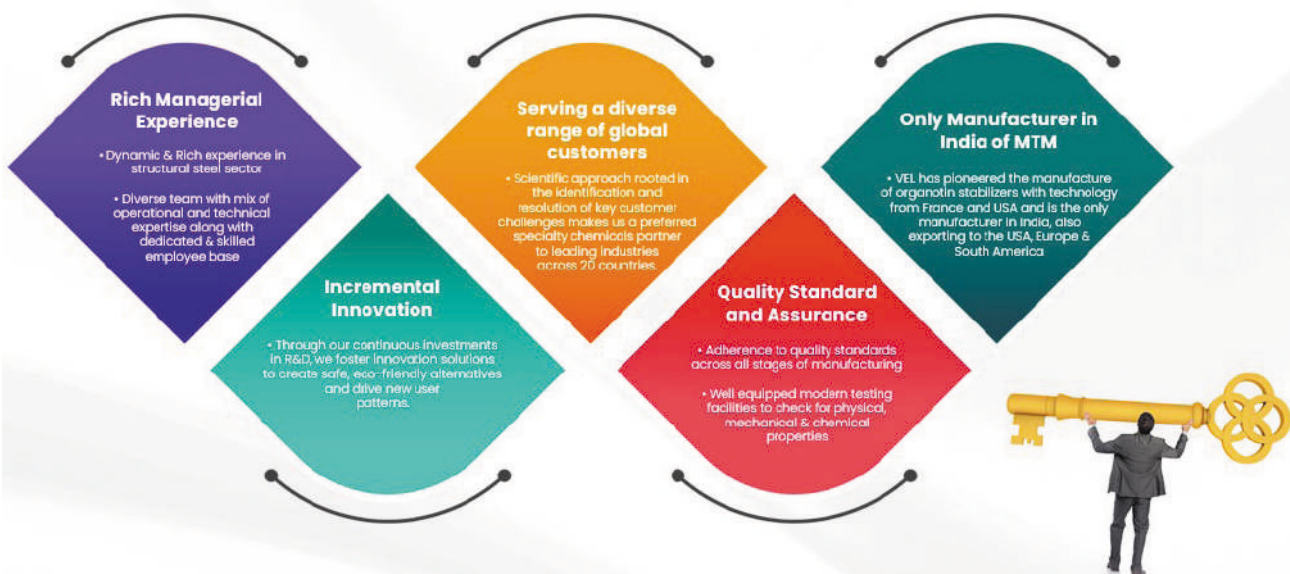 Rich Managerial
Experience
• Dynamic & Rich experience in
structural steel sector
• Diverse team with mix of
operational and technical
expertise along with
dedicated & skilled
employee base
Incremental
Innovation
• Through our continuous investments
in R&D, we foster innovation solutions
to create safe, eco-friendly alternatives
and drive new user
patterns.
Serving a diverse
range of global
customers
• Scientific approach rooted in
the identification and
resolution of key customer
challenges makes us a preferred
specialty chemicals partner
to leading industries
across 20 countries.
Quality Standard
and Assurance
• Adherence to quality standards
across all stages of manufacturing
• Well equipped modern testing
facilities to check for physical,
mechanical & chemical
properties
Only Manufacturer in
India of MTM
• VEL has pioneered the manufacture
of organotin stabilizers with technology
from France and USA and is the only
manufacturer in India, also
exporting to the USA, Europe &
South America